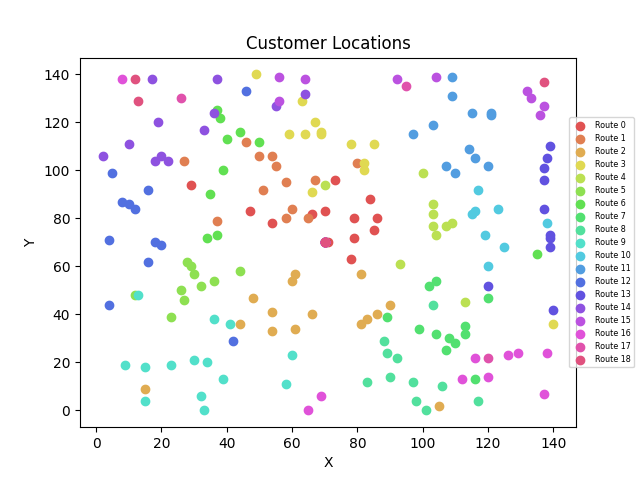 Customer Locations
140
120
100
80
60
40
20
0
Y
0
20
40
60
80
100
120
140
X
Route 0
Route 1
Route 2
Route 3
Route 4
Route 5
Route 6
Route 7
Route 8
Route 9
Route 10
Route 11
Route 12
Route 13
Route 14
Route 15
Route 16
Route 17
Route 18